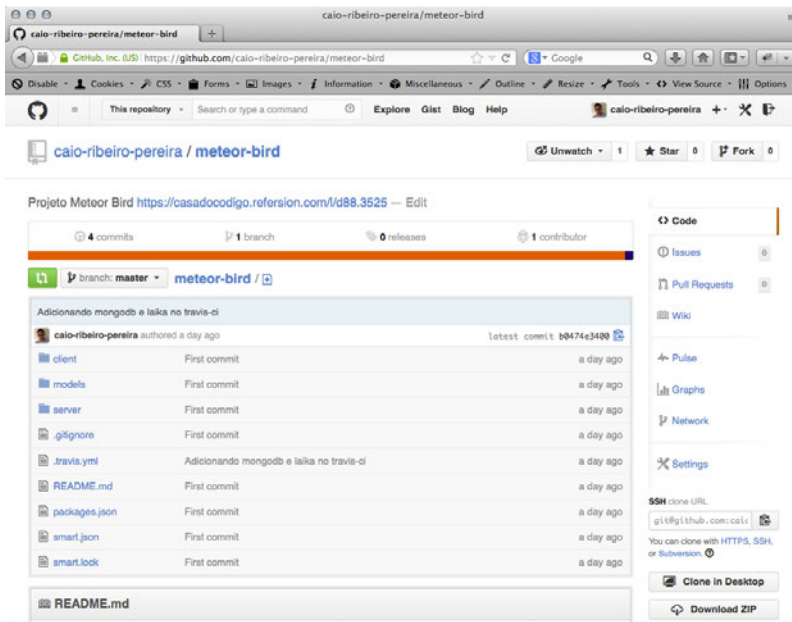 caio-ribeiro-pereira/meteor-bird
caio-ribeiro-pereira/meteor-bird
GitHub, Inc. (US) https://github.com/caio-ribeiro-pereira/meteor-bird Google
Disable Cookies CSS Forms Images Information Miscellaneous Outline Resize Tools View Source Options
This repository Search or type a command Explore Gist Blog Help caio-ribeiro-pereira
caio-ribeiro-pereira / meteor-bird Unwatch 1 Star 0 Fork 0
Projeto Meteor Bird https://casadocodigo.refersion.com/l/d88.3525 — Edit
4 commits 1 branch 0 releases 1 contributor
branch: master meteor-bird /
Adicionando mongodb e laika no travis-ci
caio-ribeiro-pereira authored a day ago latest commit b0474e3400
client First commit a day ago
models First commit a day ago
server First commit a day ago
.gitignore First commit a day ago
.travis.yml Adicionando mongodb e laika no travis-ci a day ago
README.md First commit a day ago
packages.json First commit a day ago
smart.json First commit a day ago
smart.lock First commit a day ago
README.md
Code
Issues 0
Pull Requests 0
Wiki
Pulse
Graphs
Network
Settings
SSH clone URL
git@github.com:caic
You can clone with HTTPS, SSH,
or Subversion.
Clone in Desktop
Download ZIP